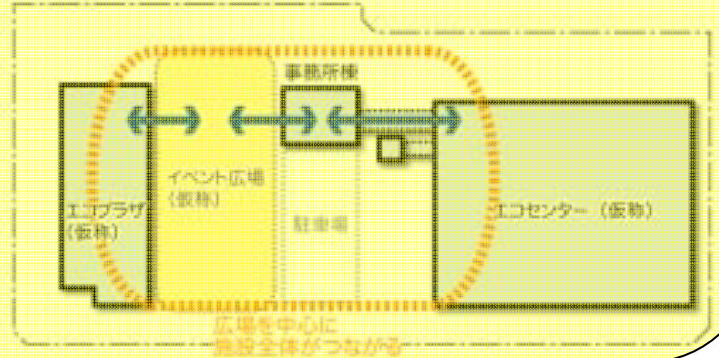 事務所棟
イベント広場
(仮称)
エコプラザ
(仮称)
駐車場
エコセンター (仮称)
広場を中心に
施設全体がつながる